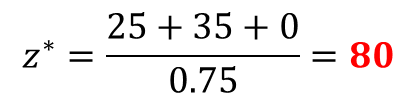 z* = (25 + 35 + 0) / 0.75 = 80